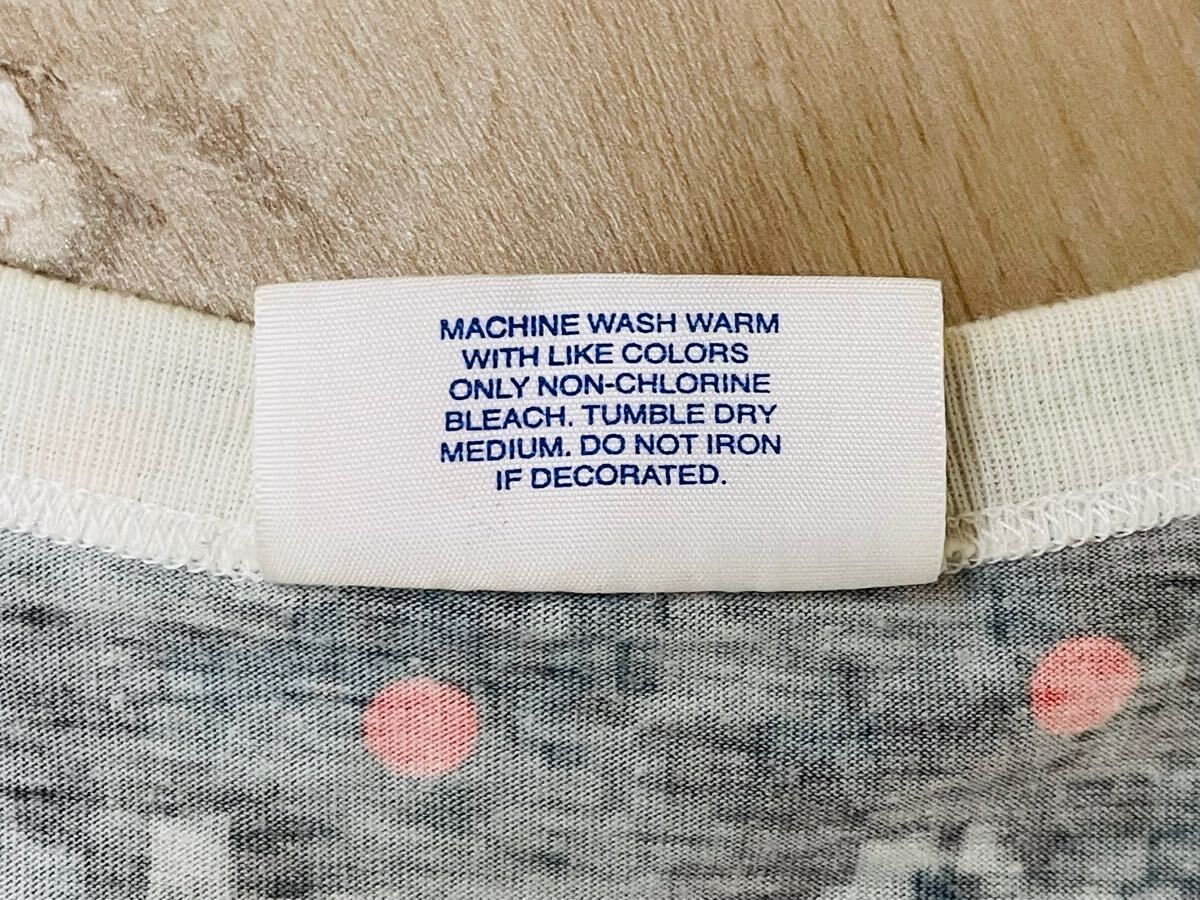 MACHINE WASH WARM
WITH LIKE COLORS
ONLY NON-CHLORINE
BLEACH. TUMBLE DRY
MEDIUM. DO NOT IRON
IF DECORATED.